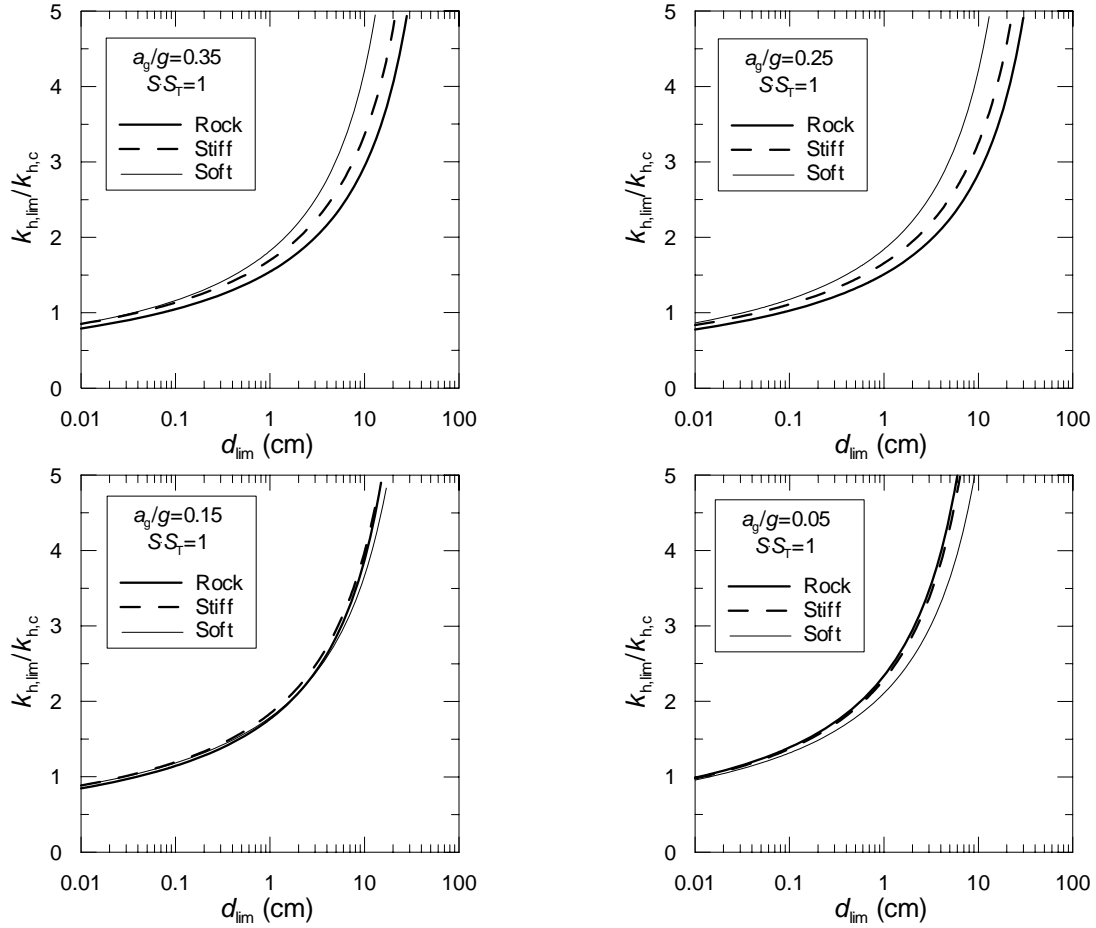 5
4
3
2
1
0
k_h,lim/k_h,c
a_g/g=0.35
S·S_T=1
Rock
Stiff
Soft
0.01 0.1 1 10 100
d_lim (cm)
5
4
3
2
1
0
k_h,lim/k_h,c
a_g/g=0.25
S·S_T=1
Rock
Stiff
Soft
0.01 0.1 1 10 100
d_lim (cm)
5
4
3
2
1
0
k_h,lim/k_h,c
a_g/g=0.15
S·S_T=1
Rock
Stiff
Soft
0.01 0.1 1 10 100
d_lim (cm)
5
4
3
2
1
0
k_h,lim/k_h,c
a_g/g=0.05
S·S_T=1
Rock
Stiff
Soft
0.01 0.1 1 10 100
d_lim (cm)